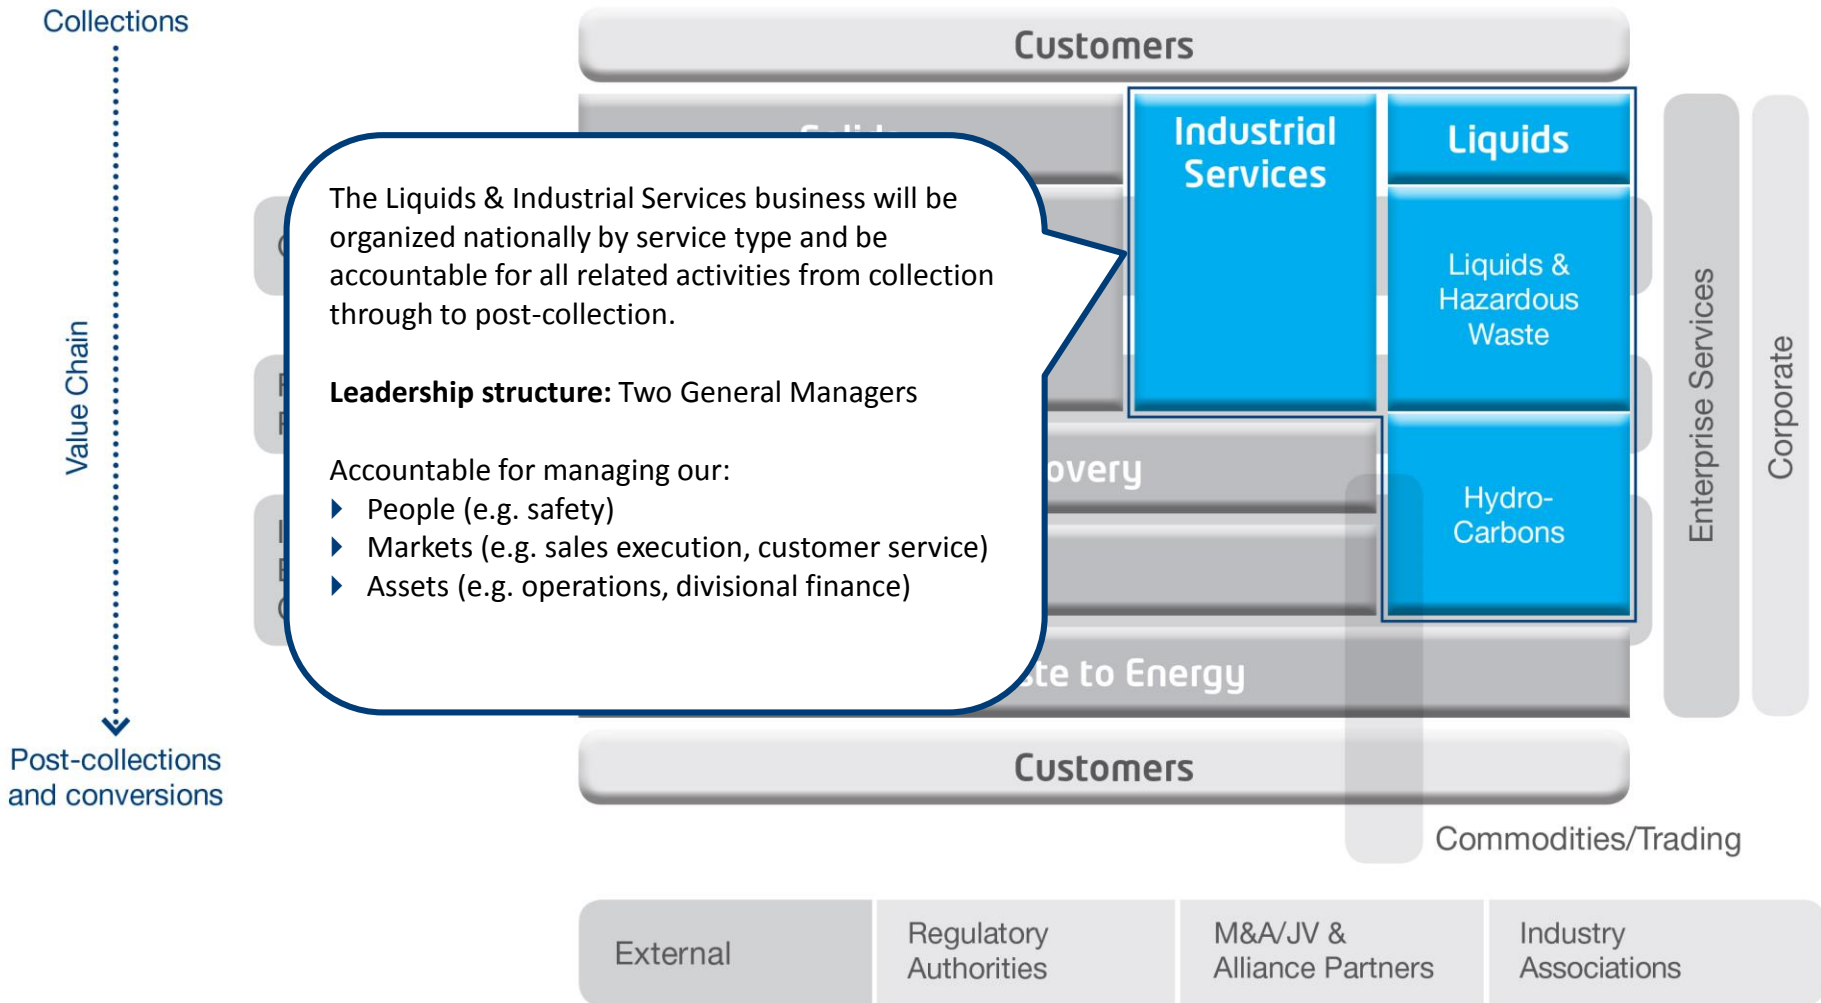 Collections
Customers
Industrial
Services
Liquids
The Liquids & Industrial Services business will be
organized nationally by service type and be
accountable for all related activities from collection
through to post-collection.
Leadership structure: Two General Managers
Accountable for managing our:
People (e.g. safety)
Markets (e.g. sales execution, customer service)
Assets (e.g. operations, divisional finance)
Liquids &
Hazardous
Waste
Hydro-
Carbons
overy
ste to Energy
Value Chain
Enterprise Services
Corporate
Post-collections
and conversions
Customers
Commodities/Trading
External
Regulatory
Authorities
M&A/JV &
Alliance Partners
Industry
Associations